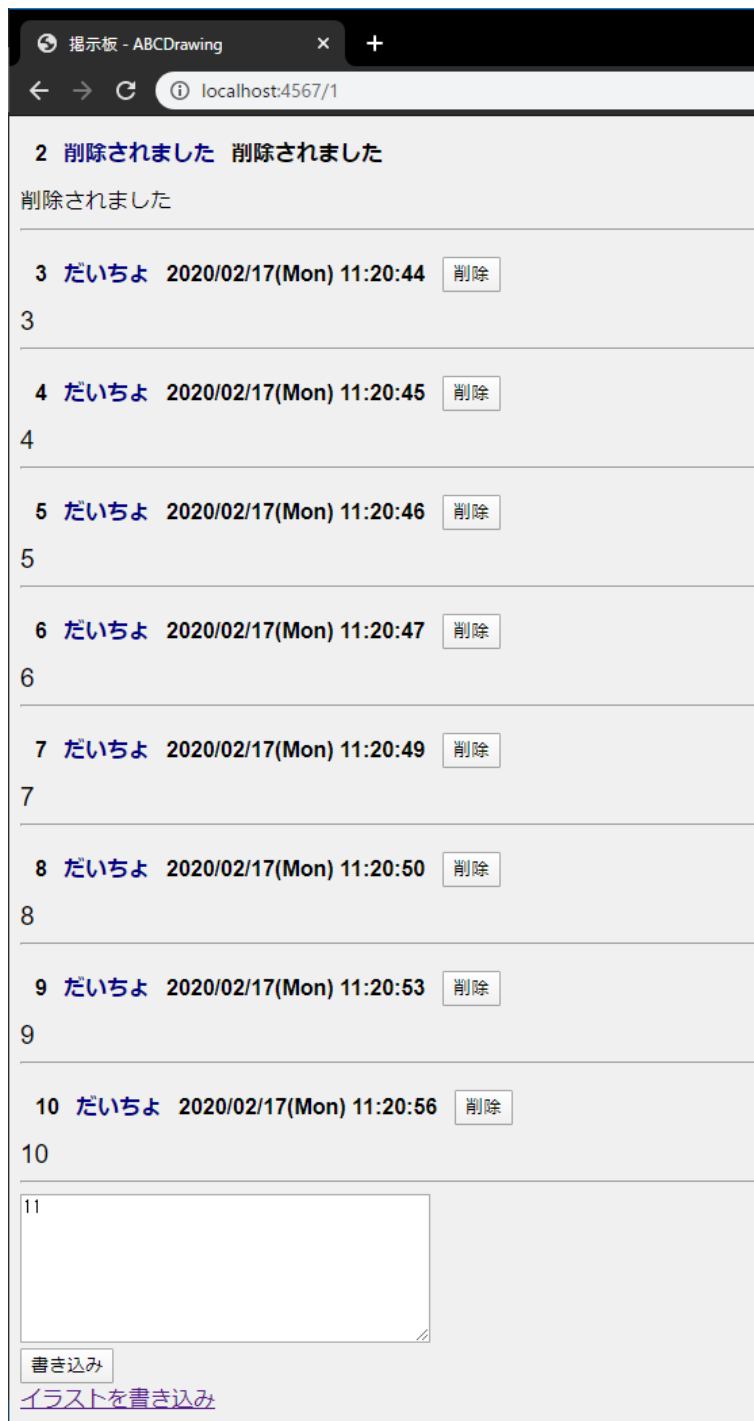 掲示板 - ABCDrawing
localhost:4567/1
2 削除されました 削除されました
削除されました
3 だいちょ 2020/02/17(Mon) 11:20:44 削除
3
4 だいちょ 2020/02/17(Mon) 11:20:45 削除
4
5 だいちょ 2020/02/17(Mon) 11:20:46 削除
5
6 だいちょ 2020/02/17(Mon) 11:20:47 削除
6
7 だいちょ 2020/02/17(Mon) 11:20:49 削除
7
8 だいちょ 2020/02/17(Mon) 11:20:50 削除
8
9 だいちょ 2020/02/17(Mon) 11:20:53 削除
9
10 だいちょ 2020/02/17(Mon) 11:20:56 削除
10
11
書き込み
イラストを書き込み